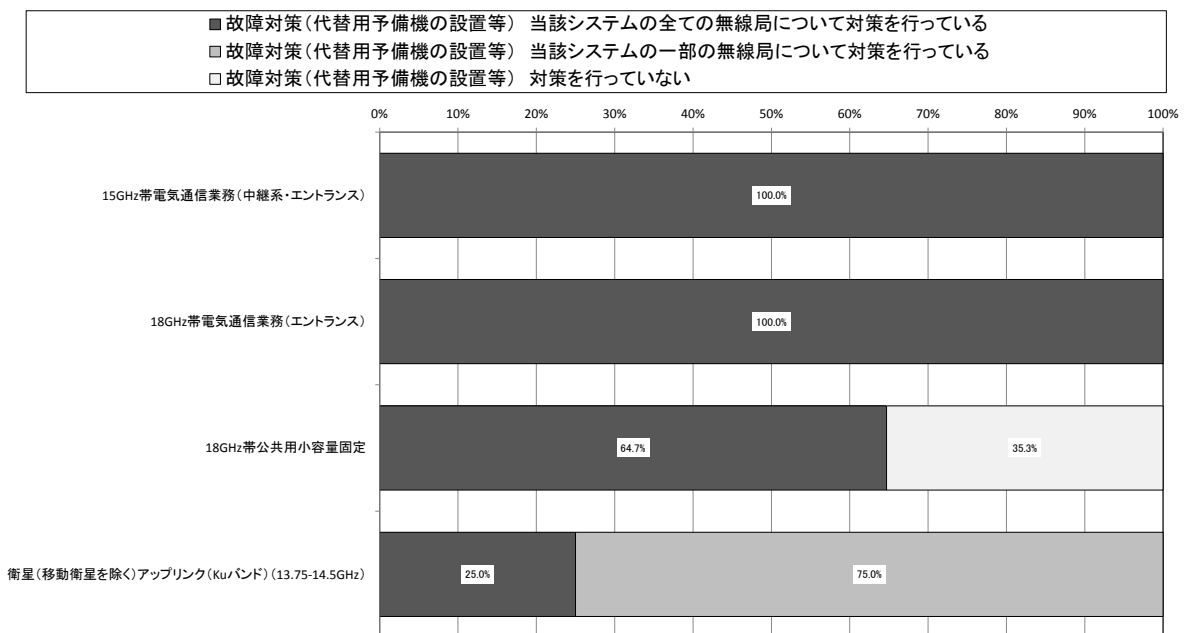 故障対策(代替用予備機の設置等) 当該システムの全ての無線局について対策を行っている
故障対策(代替用予備機の設置等) 当該システムの一部の無線局について対策を行っている
故障対策(代替用予備機の設置等) 対策を行っていない
0% 10% 20% 30% 40% 50% 60% 70% 80% 90% 100%
15GHz帯電気通信業務(中継系・エントランス)
100.0%
18GHz帯電気通信業務(エントランス)
100.0%
18GHz帯公共用小容量固定
64.7% 35.3%
衛星(移動衛星を除く)アップリンク(Kuバンド)(13.75-14.5GHz)
25.0% 75.0%